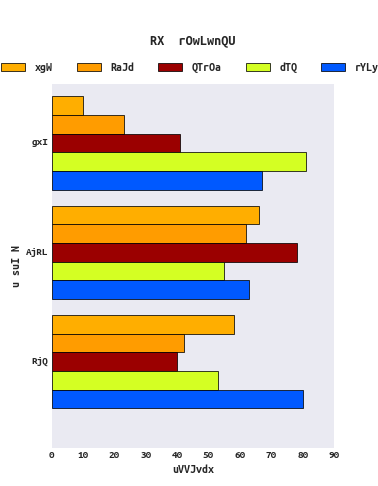 RX  rOwLwnQU
xgW RaJd QTrOa dTQ rYLy
gxI
AjRL
RjQ
u suI N
0 10 20 30 40 50 60 70 80 90
uVVJvdx